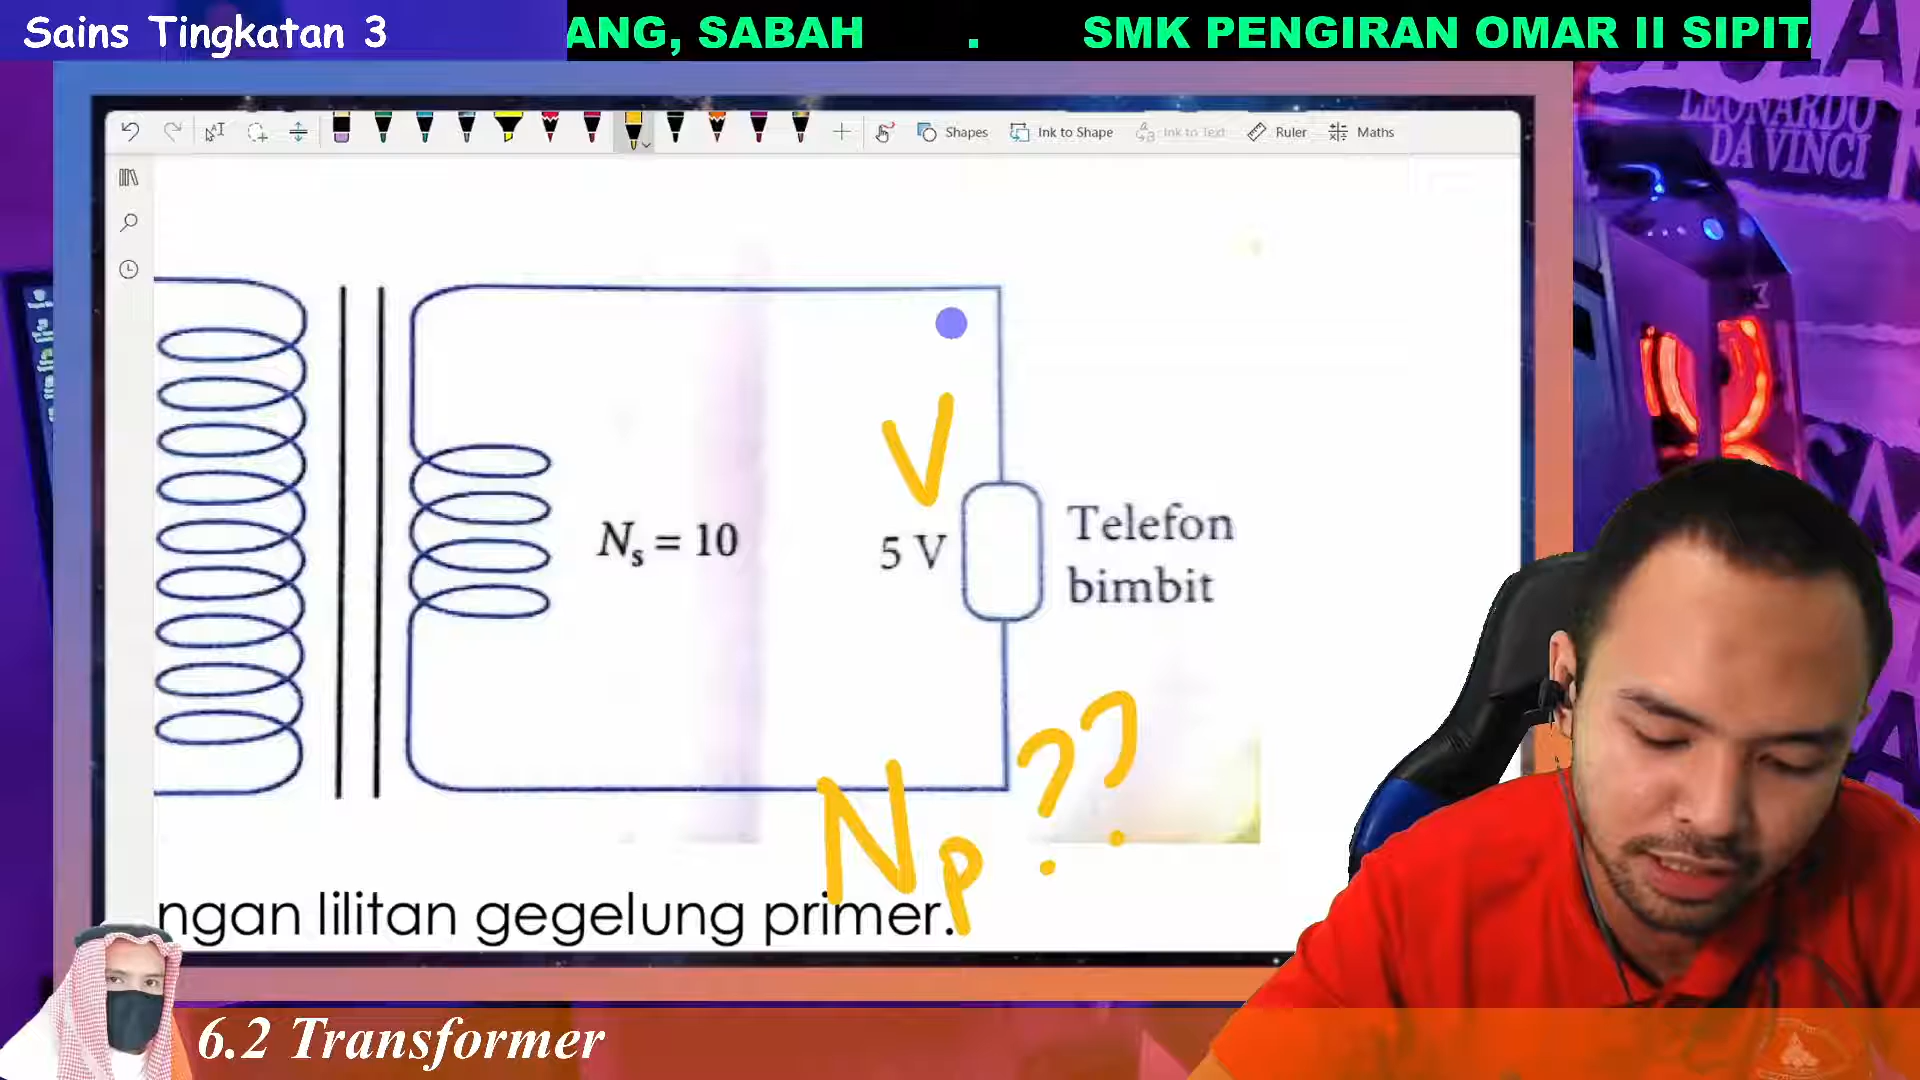 Sains Tingkatan 3
ANG, SABAH . SMK PENGIRAN OMAR II SIPITA
LEONARDO
DA VINCI
Shapes
Ink to Shape
Ink to Text
Ruler
Maths
V
Ns = 10
5 V
Telefon
bimbit
Np ??
ngan lilitan gegelung primer.
6.2 Transformer